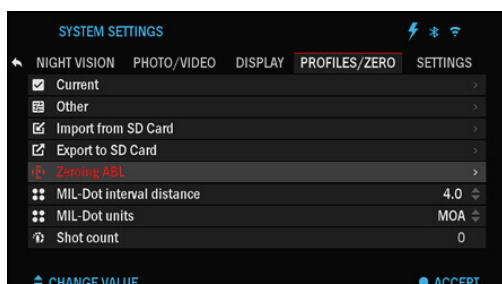 SYSTEM SETTINGS
NIGHT VISION PHOTO/VIDEO DISPLAY PROFILES/ZERO SETTINGS
Current
Other
Import from SD Card
Export to SD Card
Zeroing ABL
MIL-Dot interval distance 4.0
MIL-Dot units MOA
Shot count 0
CHANGE VALUE ACCEPT